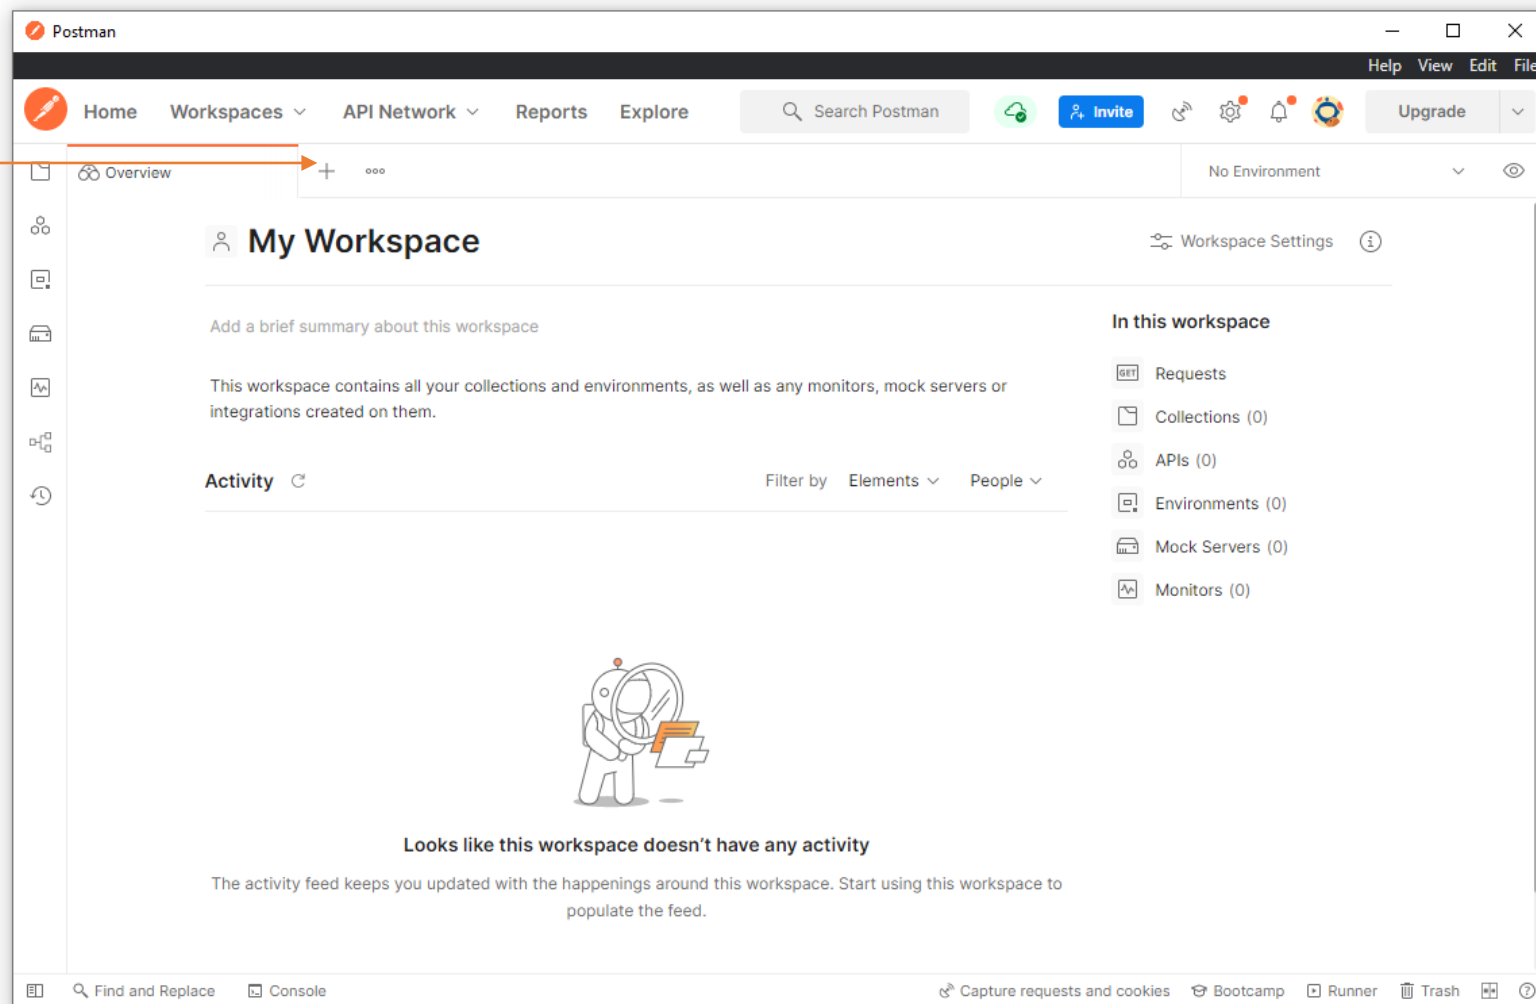 Postman
Help View Edit File
Home Workspaces API Network Reports Explore Search Postman Invite Upgrade
Overview No Environment
My Workspace Workspace Settings
Add a brief summary about this workspace
In this workspace
GET Requests
This workspace contains all your collections and environments, as well as any monitors, mock servers or
integrations created on them.
Collections (0)
APIs (0)
Activity Filter by Elements People
Environments (0)
Mock Servers (0)
Monitors (0)
Looks like this workspace doesn't have any activity
The activity feed keeps you updated with the happenings around this workspace. Start using this workspace to
populate the feed.
Find and Replace Console Capture requests and cookies Bootcamp Runner Trash